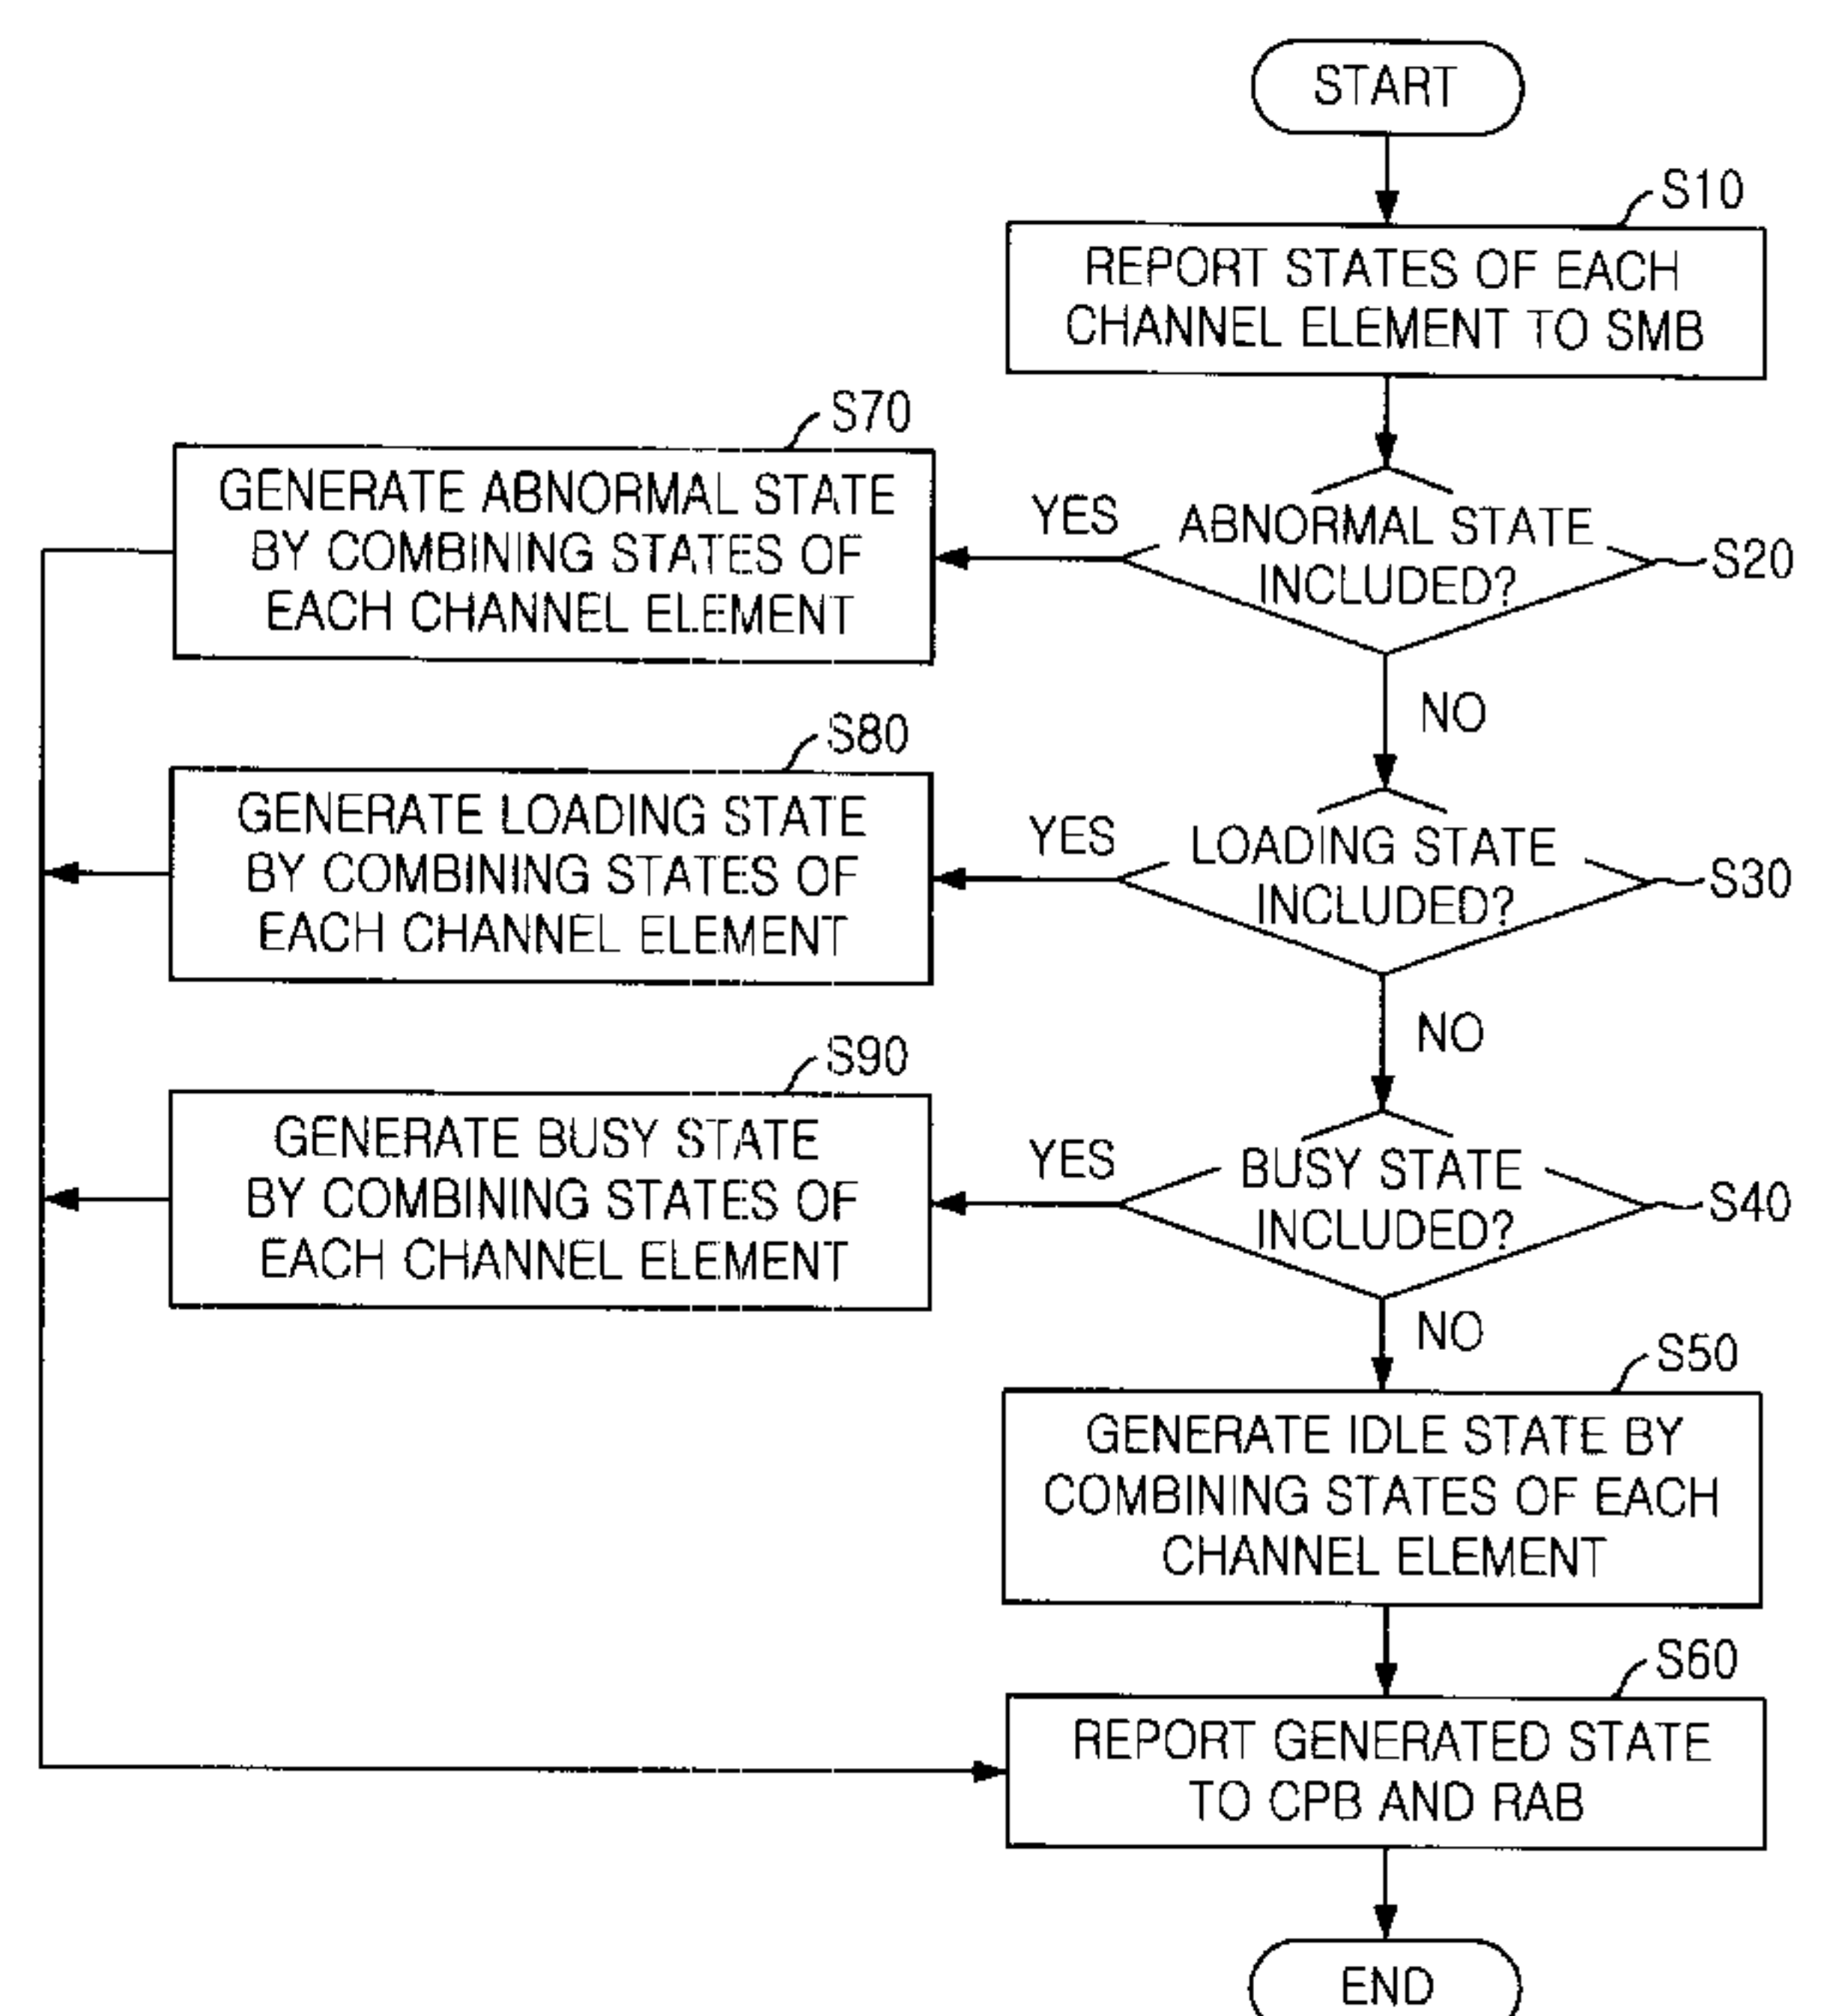 START
S10
REPORT STATES OF EACH
CHANNEL ELEMENT TO SMB
S70
GENERATE ABNORMAL STATE
BY COMBINING STATES OF
EACH CHANNEL ELEMENT
YES
ABNORMAL STATE
INCLUDED?
S20
NO
S80
GENERATE LOADING STATE
BY COMBINING STATES OF
EACH CHANNEL ELEMENT
YES
LOADING STATE
INCLUDED?
S30
NO
S90
GENERATE BUSY STATE
BY COMBINING STATES OF
EACH CHANNEL ELEMENT
YES
BUSY STATE
INCLUDED?
S40
NO
S50
GENERATE IDLE STATE BY
COMBINING STATES OF EACH
CHANNEL ELEMENT
S60
REPORT GENERATED STATE
TO CPB AND RAB
END